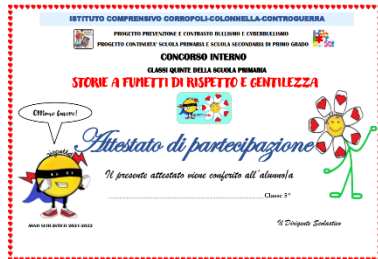 ISTITUTO COMPRENSIVO CORROPOLI-COLONNELLA-CONTROGUERRA
PROGETTO PREVENZIONE E CONTRASTO BULLISMO E CYBERBULLISMO
PROGETTO CONTINUITA' SCUOLA PRIMARIA E SCUOLA SECONDARIA DI PRIMO GRADO
CONCORSO INTERNO
CLASSI QUINTE DELLA SCUOLA PRIMARIA
STORIE A FUMETTI DI RISPETTO E GENTILEZZA
Ottimo lavoro!
Attestato di partecipazione
Il presente attestato viene conferito all'alunno/a
Classe 5^
ANNO SCOLASTICO 2021-2022
Il Dirigente Scolastico